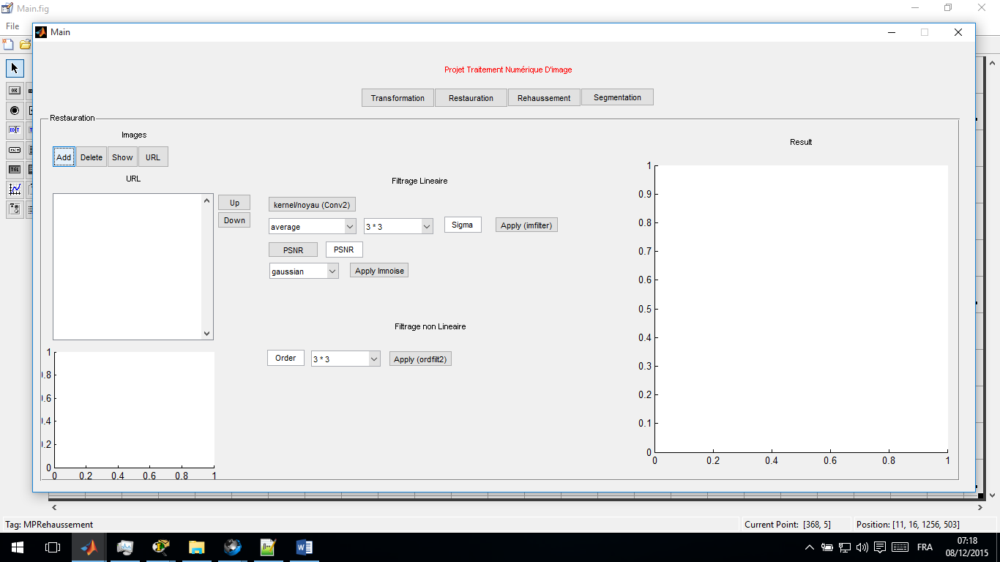 Main.fig
File
Main
Projet Traitement Numérique D'image
Transformation Restauration Rehaussement Segmentation
Restauration
Images
Add Delete Show URL
URL
Up
Down
Filtrage Lineaire
kernel/noyau (Conv2)
average 3 * 3 Sigma Apply (imfilter)
PSNR PSNR
gaussian Apply Imnoise
Filtrage non Lineaire
Order 3 * 3 Apply (ordfilt2)
1
0.8
0.6
0.4
0.2
0
0 0.2 0.4 0.6 0.8 1
Result
1
0.9
0.8
0.7
0.6
0.5
0.4
0.3
0.2
0.1
0
0 0.2 0.4 0.6 0.8 1
OK
EDIT
TGL
Tag: MPRehaussement
Current Point: [368, 5]
Position: [11, 16, 1256, 503]
FRA
07:18
08/12/2015